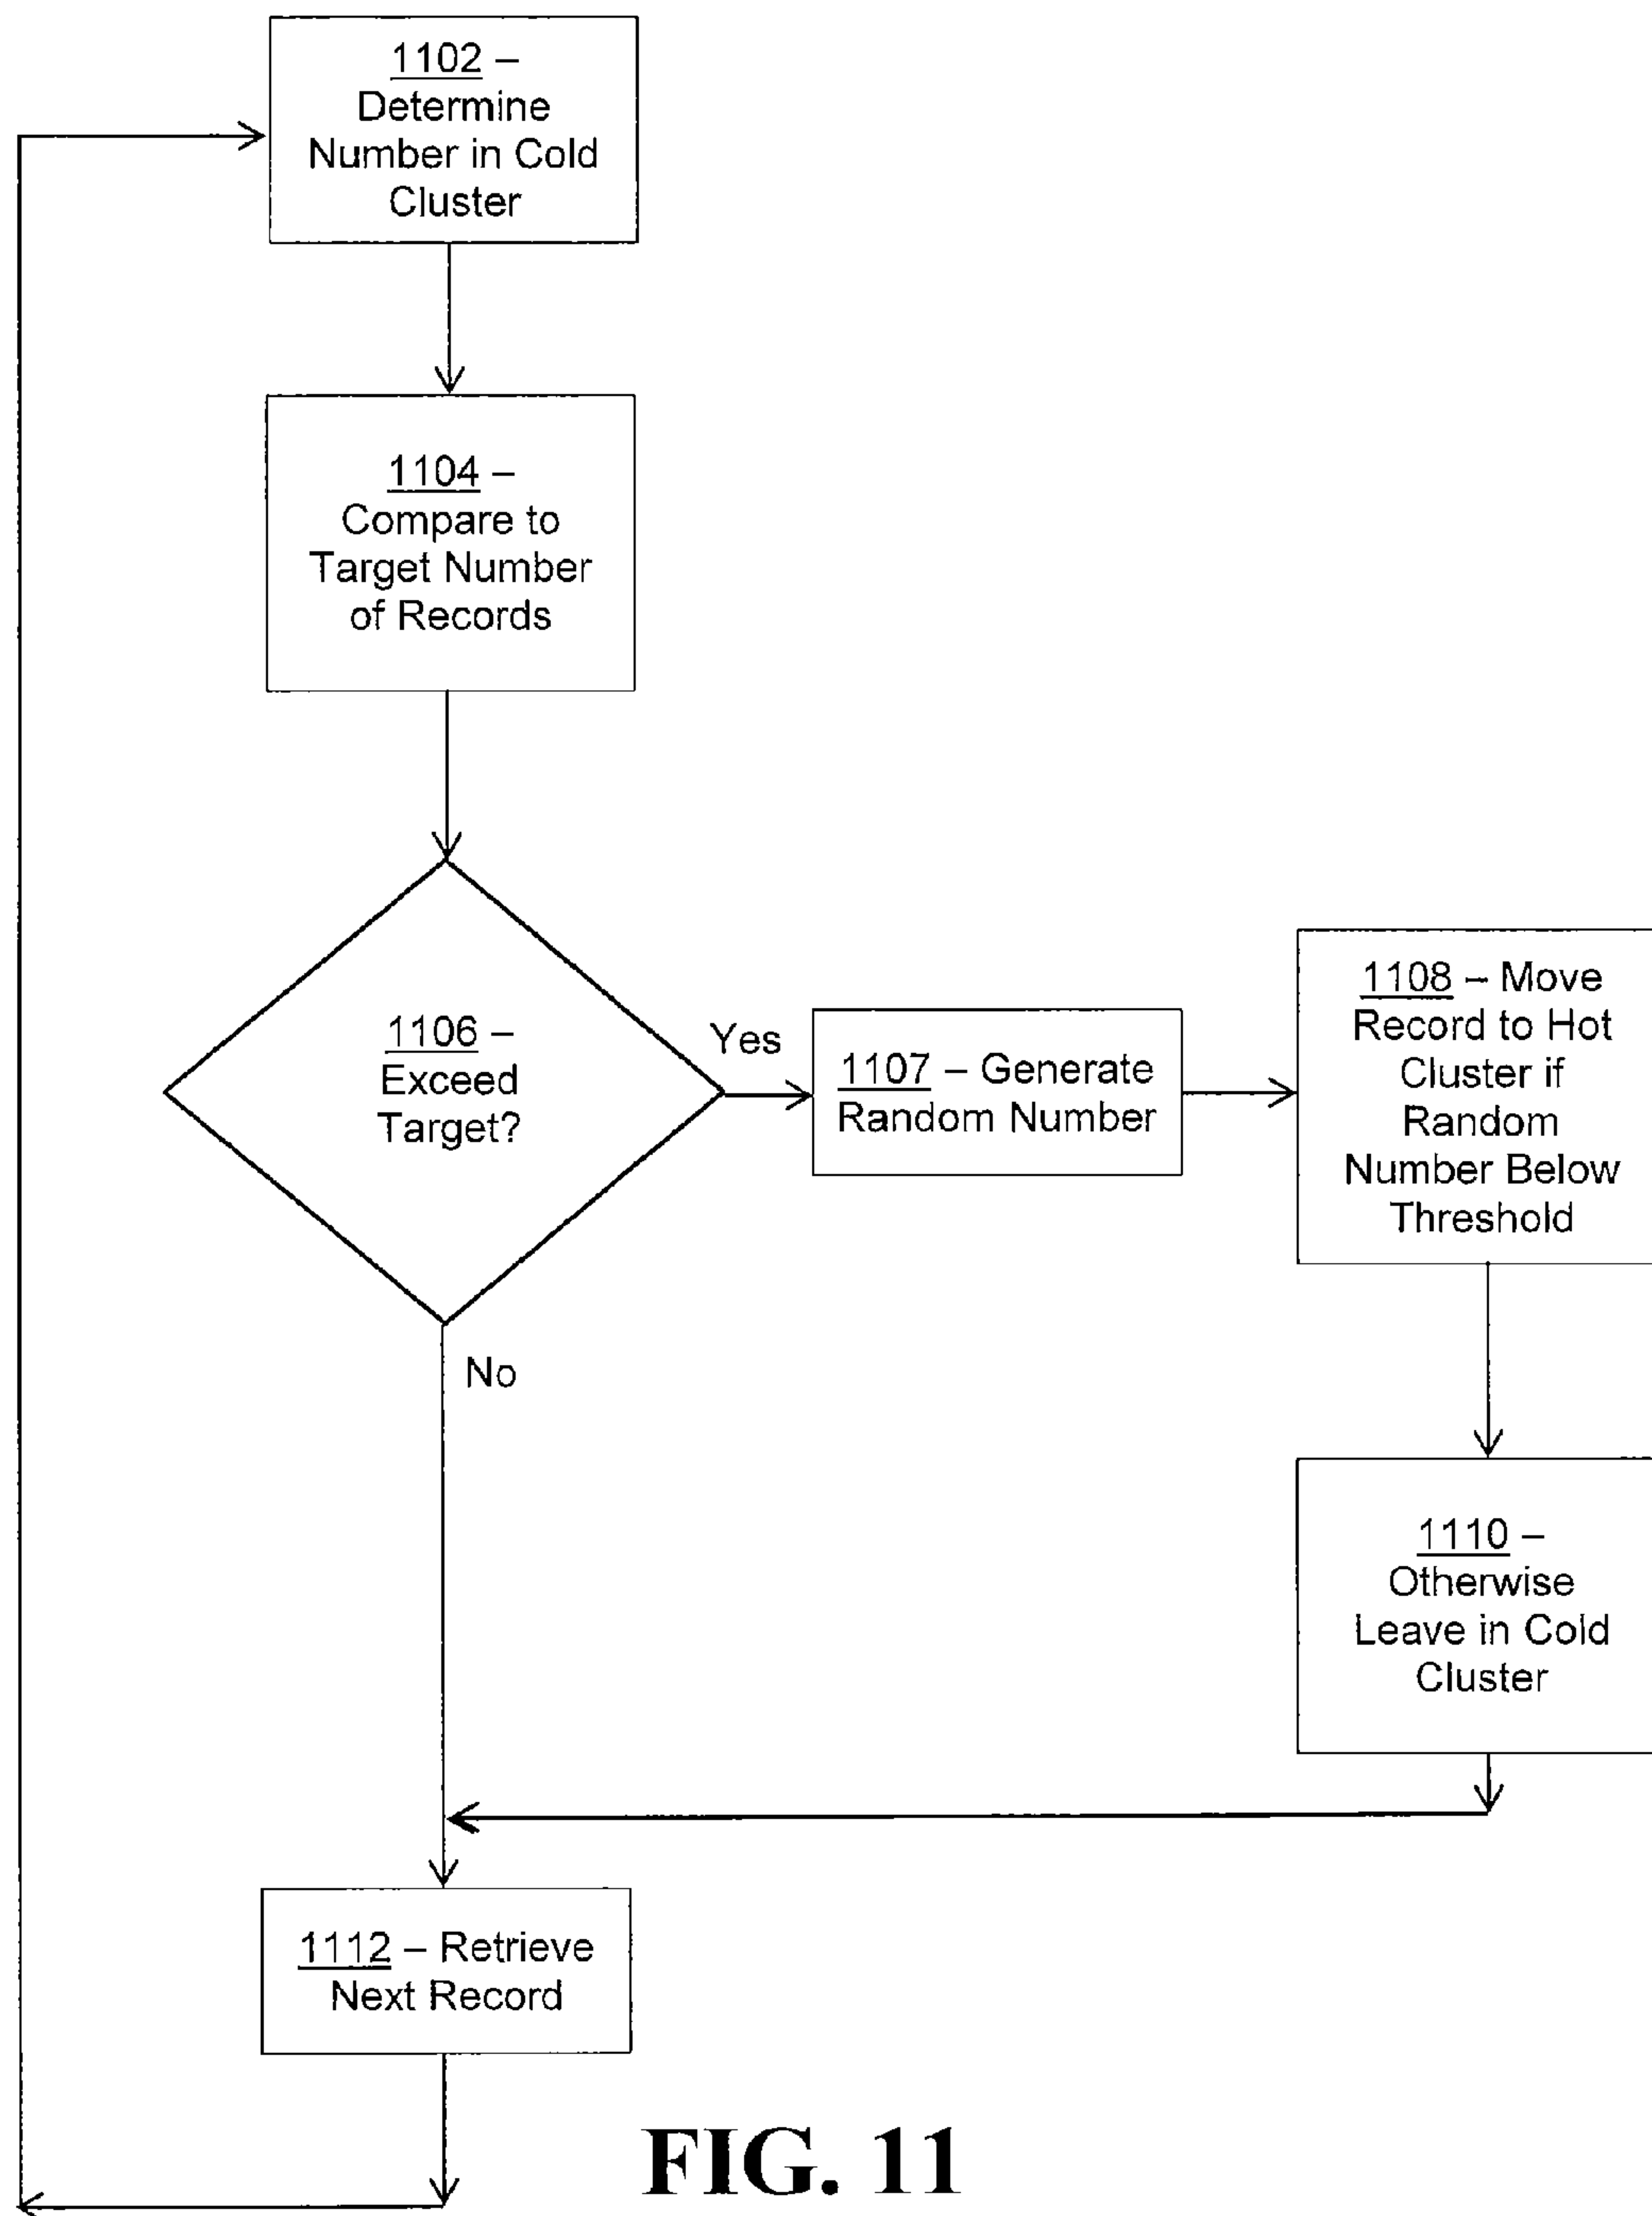 1102 –
Determine
Number in Cold
Cluster
1104 –
Compare to
Target Number
of Records
1106 –
Exceed
Target?
Yes
1107 – Generate
Random Number
1108 – Move
Record to Hot
Cluster if
Random
Number Below
Threshold
No
1110 –
Otherwise
Leave in Cold
Cluster
1112 – Retrieve
Next Record
FIG. 11